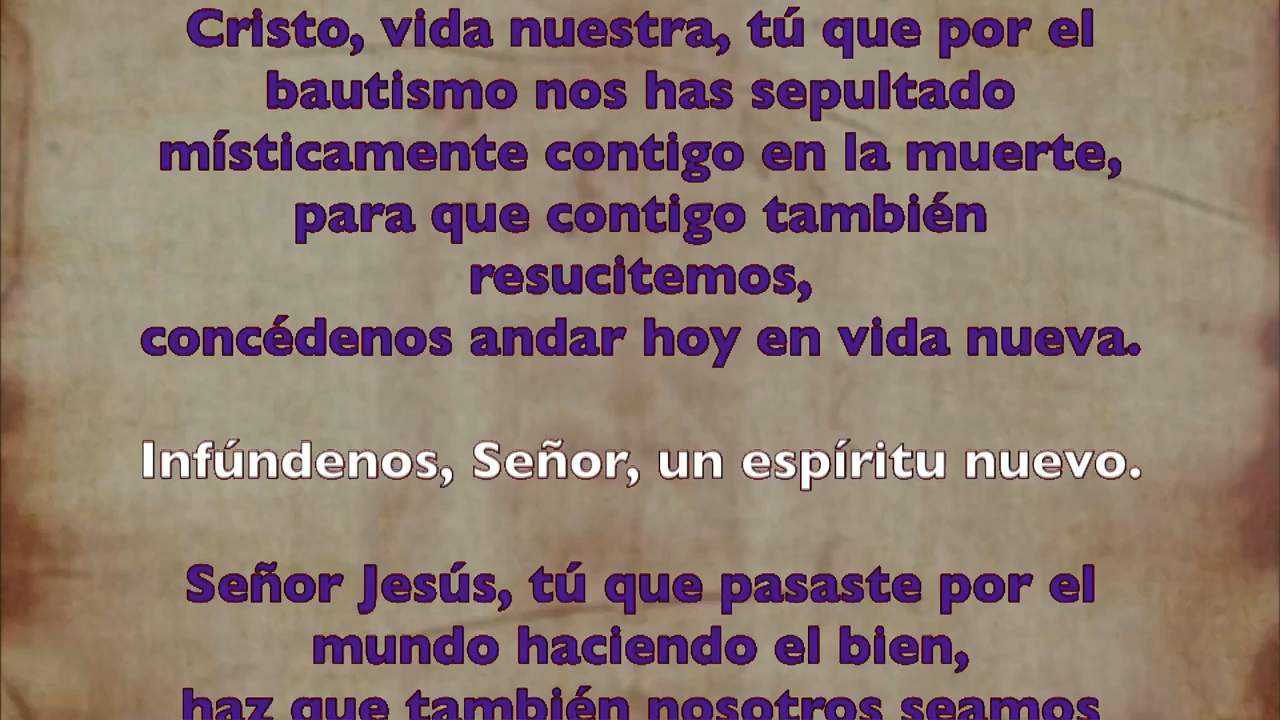 Cristo, vida nuestra, tú que por el
bautismo nos has sepultado
místicamente contigo en la muerte,
para que contigo también
resucitemos,
concédenos andar hoy en vida nueva.
Infúndenos, Señor, un espíritu nuevo.
Señor Jesús, tú que pasaste por el
mundo haciendo el bien,
haz que también nosotros seamos